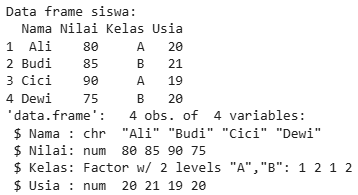 Data frame siswa:
  Nama Nilai Kelas Usia
1  Ali    80     A   20
2 Budi    85     B   21
3 Cici    90     A   19
4 Dewi    75     B   20
'data.frame':   4 obs. of  4 variables:
 $ Nama : chr  "Ali" "Budi" "Cici" "Dewi"
 $ Nilai: num  80 85 90 75
 $ Kelas: Factor w/ 2 levels "A","B": 1 2 1 2
 $ Usia : num  20 21 19 20